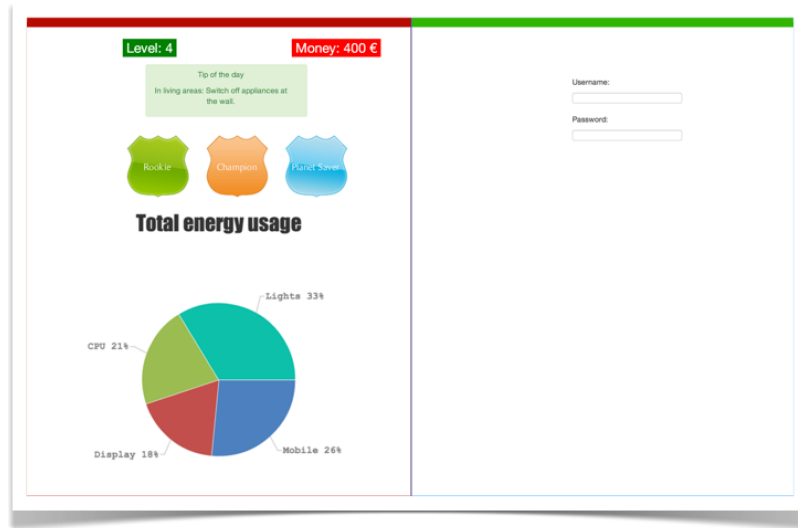 Level: 4
Money: 400 €
Tip of the day
In living areas: Switch off appliances at
the wall.
Rookie
Champion
Planet Saver
Total energy usage
Lights 33%
CPU 21%
Display 18%
Mobile 26%
Username:
Password: